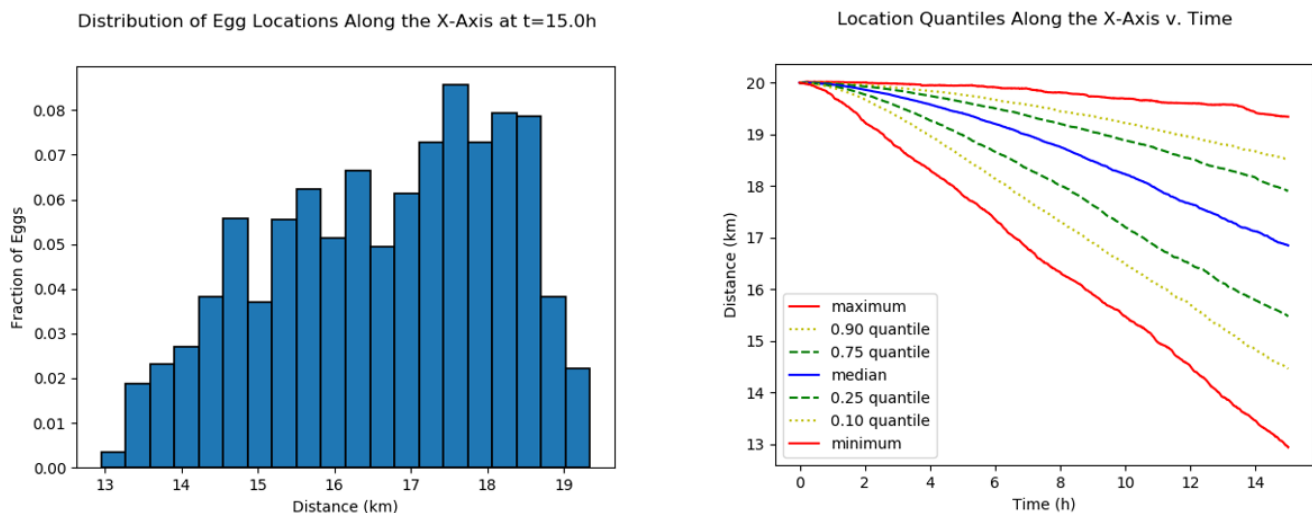 Distribution of Egg Locations Along the X-Axis at t=15.0h
Fraction of Eggs
0.08
0.07
0.06
0.05
0.04
0.03
0.02
0.01
0.00
13 14 15 16 17 18 19
Distance (km)
Location Quantiles Along the X-Axis v. Time
Distance (km)
20
19
18
17
16
15
14
13
maximum
0.90 quantile
0.75 quantile
median
0.25 quantile
0.10 quantile
minimum
0 2 4 6 8 10 12 14
Time (h)